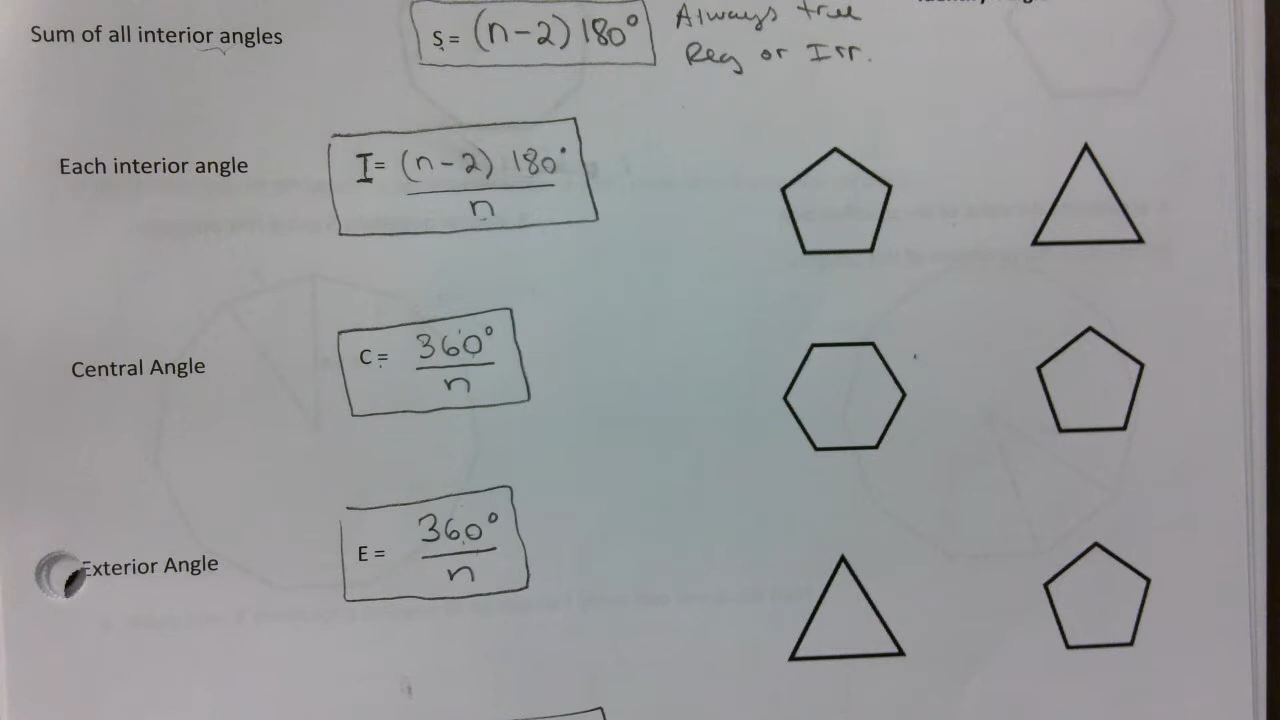 Sum of all interior angles
S = (n-2) 180°
Always true
Reg or Irr.
Each interior angle
I = (n-2) 180°
n
Central Angle
C = 360°
n
Exterior Angle
E = 360°
n